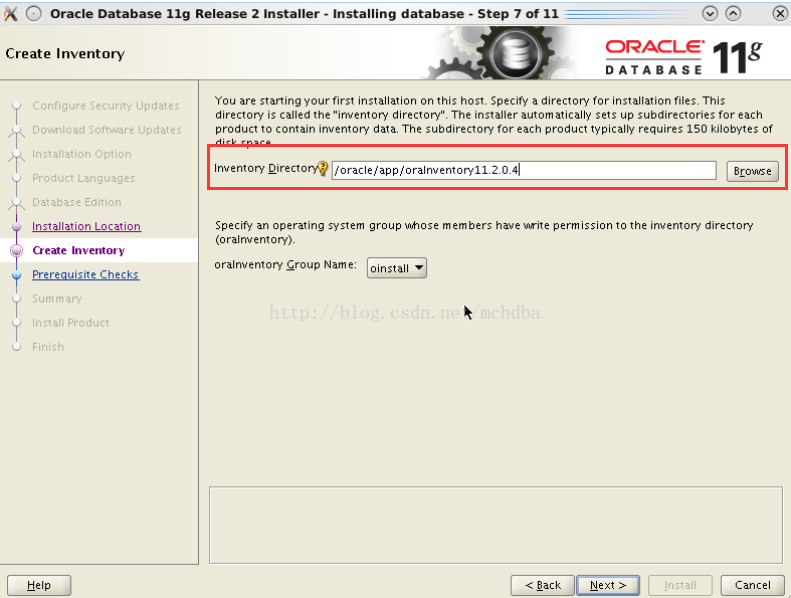 Oracle Database 11g Release 2 Installer - Installing database - Step 7 of 11
Create Inventory
ORACLE 11g
DATABASE
Configure Security Updates
Download Software Updates
Installation Option
Product Languages
Database Edition
Installation Location
Create Inventory
Prerequisite Checks
Summary
Install Product
Finish
You are starting your first installation on this host. Specify a directory for installation files. This
directory is called the "inventory directory". The installer automatically sets up subdirectories for each
product to contain inventory data. The subdirectory for each product typically requires 150 kilobytes of
disk space.
Inventory Directory /oracle/app/oraInventory11.2.0.4 Browse
Specify an operating system group whose members have write permission to the inventory directory
(oraInventory).
oraInventory Group Name: oinstall
http://blog.csdn.net/mchdba
Help < Back Next > Install Cancel